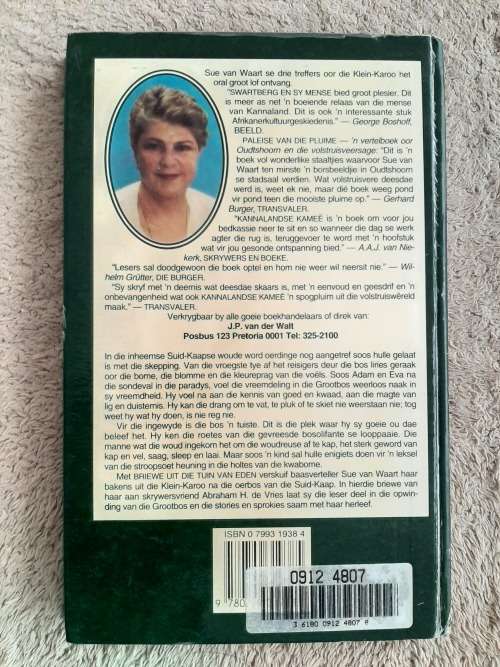 Sue van Waart se drie treffers oor die Klein-Karoo het
oral groot lof ontvang.
"SWARTBERG EN SY MENSE bied groot plesier. Dit
is meer as net 'n boeiende relaas van die mense
van Kannaland. Dit is ook 'n interessante stuk
Afrikanerkultuurgeskiedenis." — George Boshoff,
BEELD.
PALEISE VAN DIE PLUIME — 'n vertelboek oor
Oudtshoorn en die volstruisveersage: "Dit is 'n
boek vol wonderlike staaltjies waarvoor Sue van
Waart ten minste 'n borsbeeldjie in Oudtshoorn
se stadsaal verdien. Wat volstruisvere deesdae
werd is, weet ek nie, maar dié boek weeg pond
vir pond teen die mooiste pluime op." — Gerhard
Burger, TRANSVALER.
"KANNALANDSE KAMEË is 'n boek om voor jou
bedkassie neer te sit en so wanneer die dag se werk
agter die rug is, teruggevoer te word met 'n hoofstuk
wat vir jou gesonde ontspanning bied." — A.A.J. van Nie-
kerk, SKRYWERS EN BOEKE.
"Lesers sal doodgewoon die boek optel en hom nie weer wil neersit nie." — Wil-
helm Grütter, DIE BURGER.
"Sy skryf met 'n deernis wat deesdae skaars is, met 'n eenvoud en geesdrif en 'n
onbevangenheid wat ook KANNALANDSE KAMEË 'n spogpluim uit die volstruiswêreld
maak." — TRANSVALER.
Verkrygbaar by alle goeie boekhandelaars of direk van:
J.P. van der Walt
Posbus 123 Pretoria 0001 Tel: 325-2100
In die inheemse Suid-Kaapse woude word oerdinge nog aangetref soos hulle gelaat
is met die skepping. Van die vroegste tye af het reisigers deur die bos liries geraak
oor die bome, die blomme en die kleureprag van die voëls. Soos Adam en Eva na
die sondeval in die paradys, voel die vreemdeling in die Grootbos weerloos naak in
sy vreemdheid. Hy voel na aan die kennis van goed en kwaad, aan die magte van
lig en duisternis. Hy kan die drang om te vat, te pluk of te skiet nie weerstaan nie; tog
weet hy wat hy doen, is nie reg nie.
Vir die ingewyde is die bos 'n tuiste. Dit is die plek waar hy sy goeie ou dae
beleef het. Hy ken die roetes van die gevreesde bosolifante se looppaaie. Die
manne wat die woud ingekort het om die woudreuse af te kap, het sterk geword van
kap en vel, saag, sleep en laai. Maar soos 'n kind sal hulle enigiets doen vir 'n leksel
van die stroopsoet heuning in die holtes van die kwarbome.
Met BRIEWE UIT DIE TUIN VAN EDEN verskuif baasverteller Sue van Waart haar
bakens uit die Klein-Karoo na die oerbos van die Suid-Kaap. In hierdie briewe van
haar aan skrywersvriend Abraham H. de Vries laat sy die leser deel in die opwin-
ding van die Grootbos en die stories en sprokies saam met haar herleef.
ISBN 0 7993 1938 4
9 780
0912 4807
3 6180 0912 4807 8